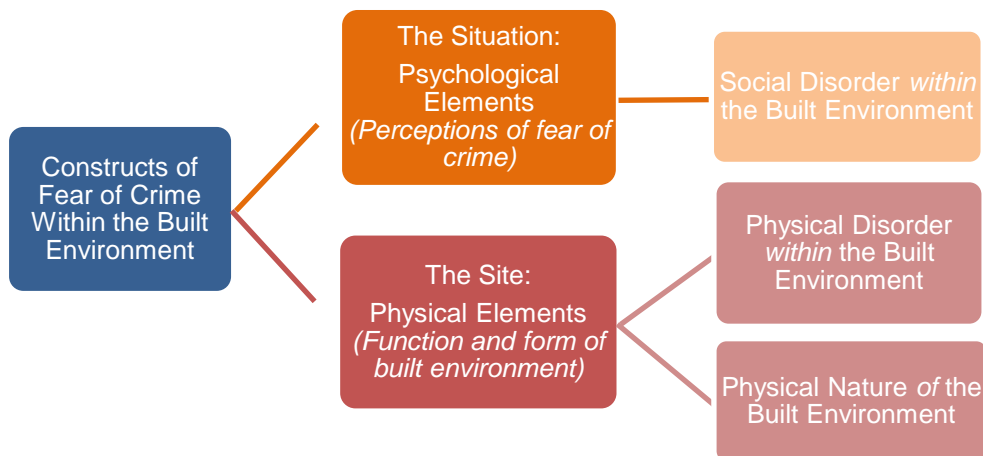 Constructs of
Fear of Crime
Within the Built
Environment
The Situation:
Psychological
Elements
(Perceptions of fear of
crime)
Social Disorder within
the Built Environment
The Site:
Physical Elements
(Function and form of
built environment)
Physical Disorder
within the Built
Environment
Physical Nature of the
Built Environment